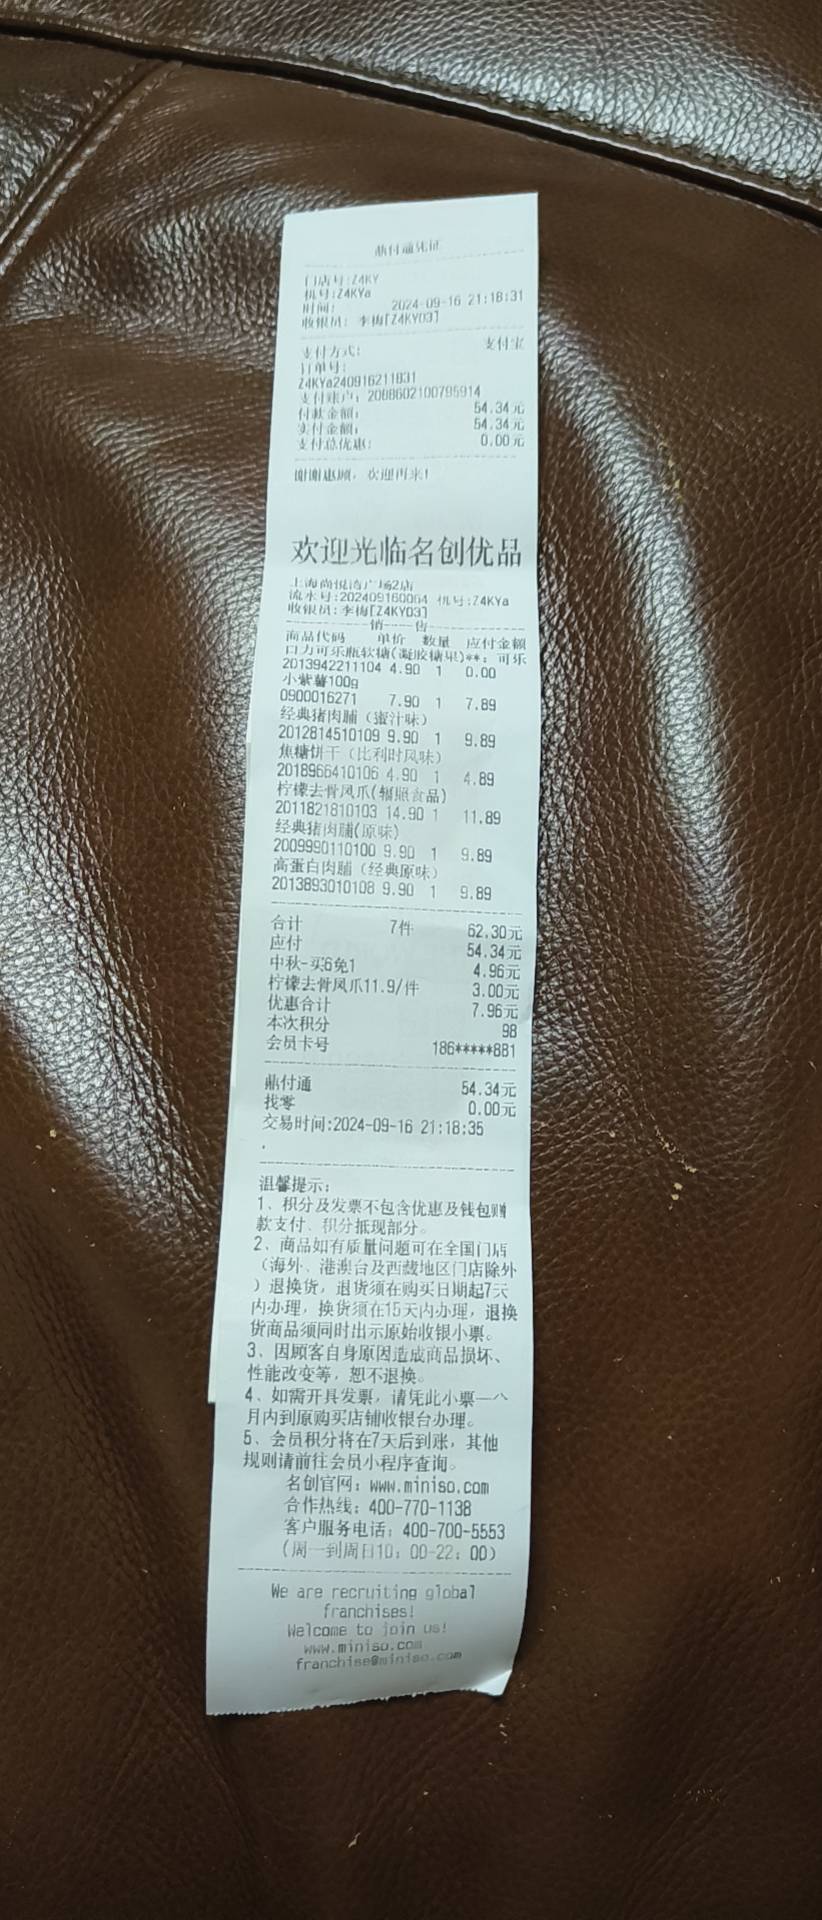 鼎付通凭证
门店号:Z4KY
机号:Z4KYa
时间: 2024-09-16 21:18:31
收银员: 李梅[Z4KY03]
支付方式: 支付宝
订单号:
Z4KYa240916211831
支付账户: 2088602100795914
付款金额: 54.34元
实付金额: 54.34元
支付总优惠: 0.00元
谢谢惠顾，欢迎再来!
欢迎光临名创优品
上海尚悦湾广场2店
流水号:202409160064 机号:Z4KYa
收银员:李梅[Z4KY03]
销----售
商品代码 单价 数量 应付金额
口力可乐瓶软糖(凝胶糖果)**: 可乐
2013942211104 4.90 1 0.00
小紫薯100g
0900016271 7.90 1 7.89
经典猪肉脯（蜜汁味）
2012814510109 9.90 1 9.89
焦糖饼干（比利时风味）
2018966410106 4.90 1 4.89
柠檬去骨凤爪(辐照食品)
2011821810103 14.90 1 11.89
经典猪肉脯(原味)
2009990110100 9.90 1 9.89
高蛋白肉脯（经典原味）
2013893010108 9.90 1 9.89
合计 7件 62.30元
应付 54.34元
中秋-买6免1 4.96元
柠檬去骨凤爪11.9/件 3.00元
优惠合计 7.96元
本次积分 98
会员卡号 186*****881
鼎付通 54.34元
找零 0.00元
交易时间:2024-09-16 21:18:35
温馨提示:
1、积分及发票不包含优惠及钱包赠
款支付、积分抵现部分。
2、商品如有质量问题可在全国门店
（海外、港澳台及西藏地区门店除外
）退换货，退货须在购买日期起7天
内办理，换货须在15天内办理，退换
货商品须同时出示原始收银小票。
3、因顾客自身原因造成商品损坏、
性能改变等，恕不退换。
4、如需开具发票，请凭此小票一个
月内到原购买店铺收银台办理。
5、会员积分将在7天后到账，其他
规则请前往会员小程序查询。
名创官网: www.miniso.com
合作热线: 400-770-1138
客户服务电话: 400-700-5553
(周一到周日10: 00-22: 00)
We are recruiting global
franchises!
Welcome to join us!
www.miniso.com
franchise@miniso.com